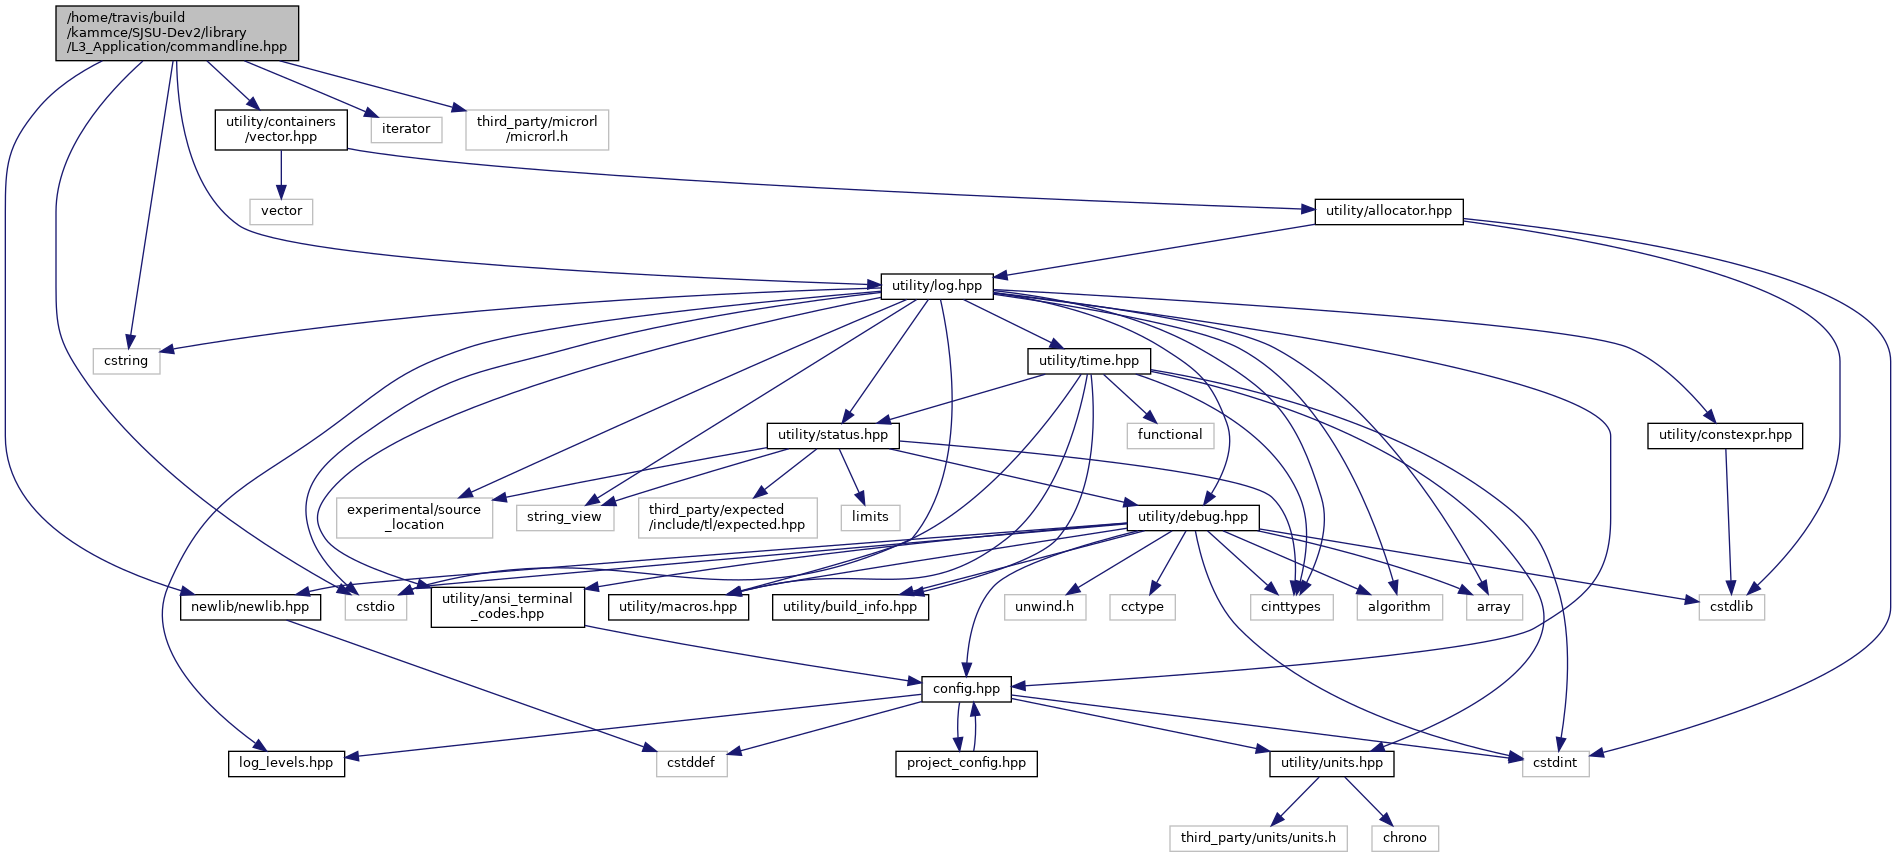 /home/travis/build
/kammce/SJSU-Dev2/library
/L3_Application/commandline.hpp
utility/containers
/vector.hpp
iterator
third_party/microrl
/microrl.h
vector
utility/allocator.hpp
utility/log.hpp
cstring
utility/time.hpp
utility/status.hpp
functional
utility/constexpr.hpp
experimental/source
_location
string_view
third_party/expected
/include/tl/expected.hpp
limits
utility/debug.hpp
newlib/newlib.hpp
cstdio
utility/ansi_terminal
_codes.hpp
utility/macros.hpp
utility/build_info.hpp
unwind.h
cctype
cinttypes
algorithm
array
cstdlib
config.hpp
log_levels.hpp
cstddef
project_config.hpp
utility/units.hpp
cstdint
third_party/units/units.h
chrono